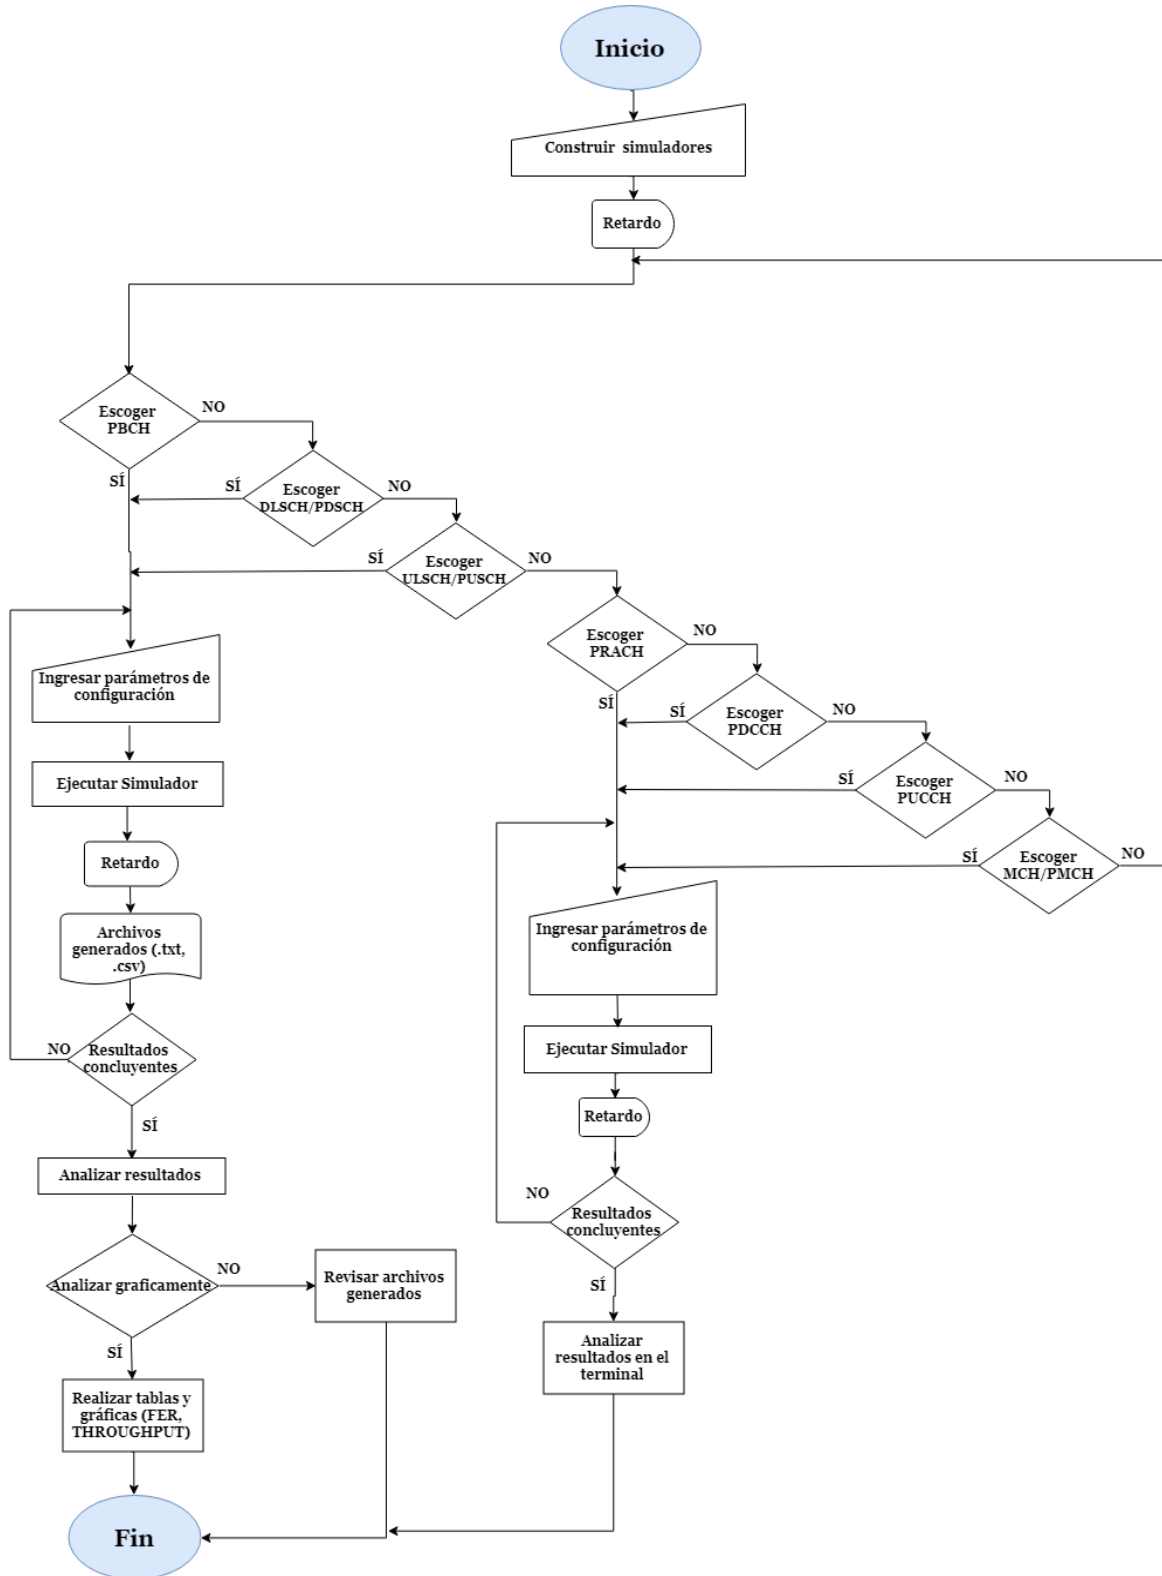 Inicio
Construir simuladores
Retardo
Escoger
PBCH
NO
SÍ
SÍ
Escoger
DLSCH/PDSCH
NO
SÍ
Escoger
ULSCH/PUSCH
NO
Escoger
PRACH
NO
SÍ
SÍ
Escoger
PDCCH
NO
SÍ
Escoger
PUCCH
NO
SÍ
Escoger
MCH/PMCH
NO
Ingresar parámetros de
configuración
Ejecutar Simulador
Retardo
Archivos
generados (.txt,
.csv)
NO
Resultados
concluyentes
SÍ
Analizar resultados
Analizar graficamente
NO
Revisar archivos
generados
SÍ
Realizar tablas y
gráficas (FER,
THROUGHPUT)
Ingresar parámetros de
configuración
Ejecutar Simulador
Retardo
NO
Resultados
concluyentes
SÍ
Analizar
resultados en el
terminal
Fin